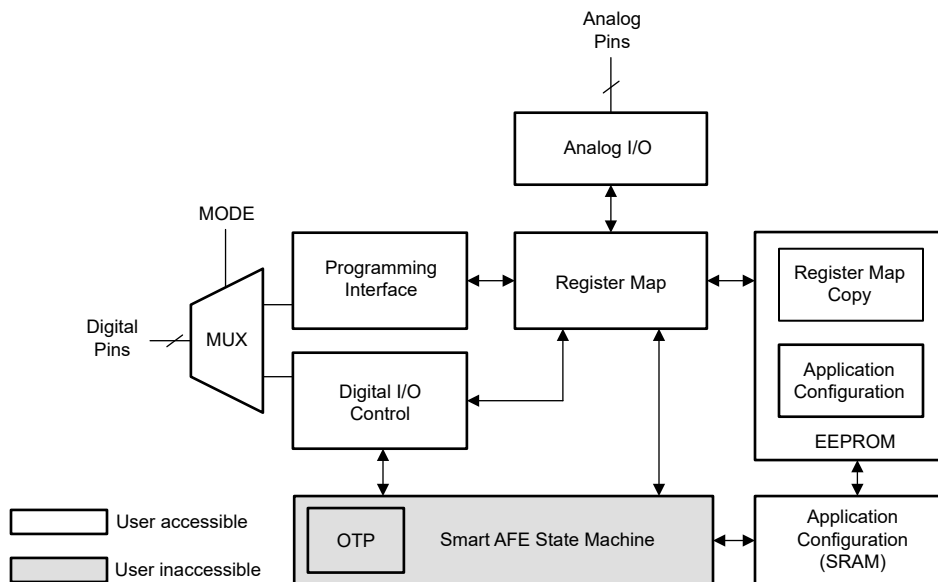 Analog
Pins
Analog I/O
MODE
Programming
Interface
Register Map
Register Map
Copy
Digital
Pins
MUX
Digital I/O
Control
Application
Configuration
EEPROM
User accessible
User inaccessible
OTP
Smart AFE State Machine
Application
Configuration
(SRAM)